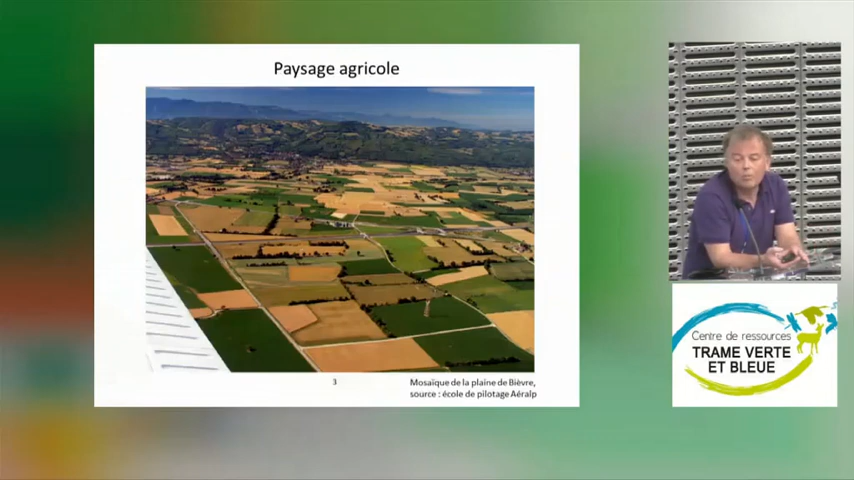 Paysage agricole
3
Mosaïque de la plaine de Bièvre,
source : école de pilotage Aéralp
Centre de ressources
TRAME VERTE
ET BLEUE